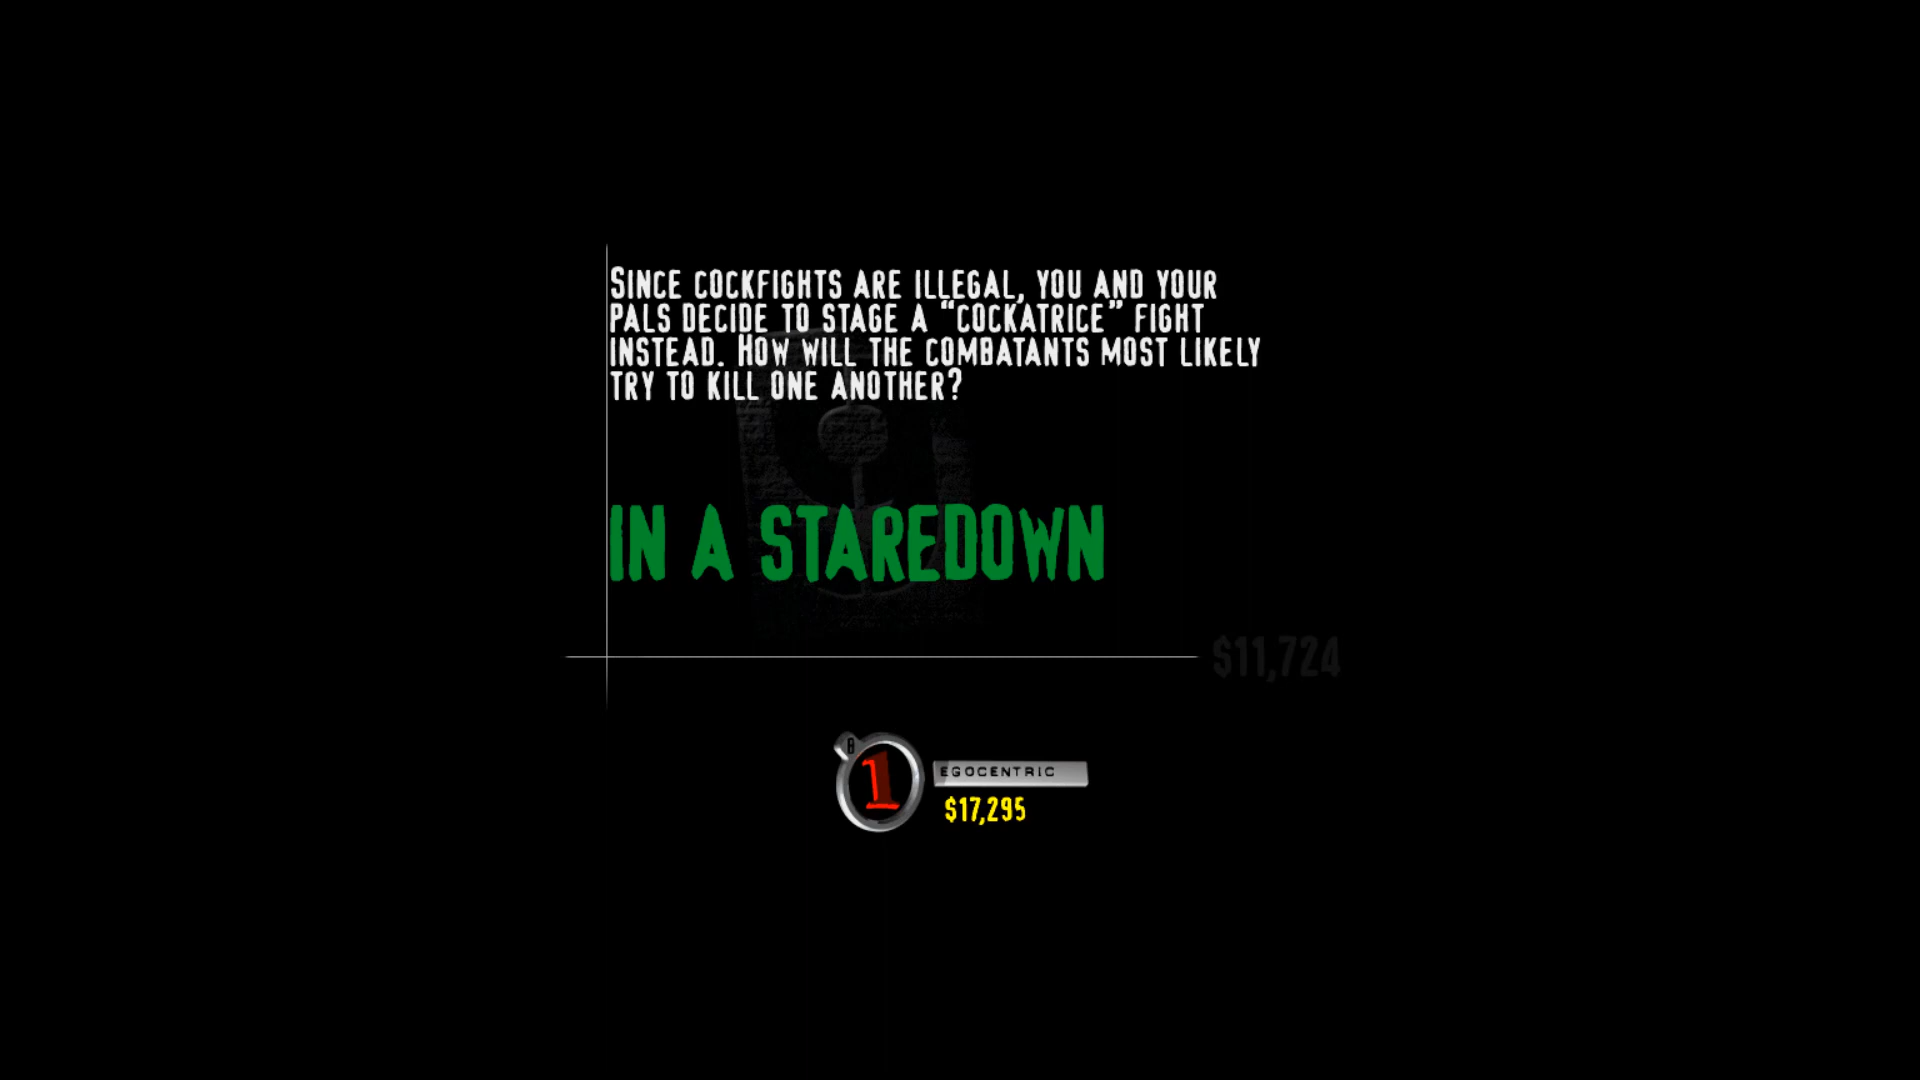 Since cockfights are illegal, you and your
pals decide to stage a “cockatrice” fight
instead. How will the combatants most likely
try to kill one another?
IN A STAREDOWN
$11,724
1
EGOCENTRIC
$17,295